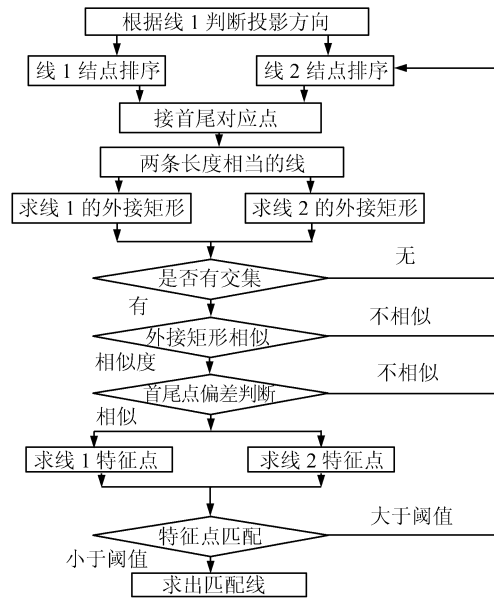 根据线 1 判断投影方向
线 1 结点排序
线 2 结点排序
接首尾对应点
两条长度相当的线
求线 1 的外接矩形
求线 2 的外接矩形
无
是否有交集
有
不相似
外接矩形相似
相似度
不相似
首尾点偏差判断
相似
求线 1 特征点
求线 2 特征点
大于阈值
特征点匹配
小于阈值
求出匹配线